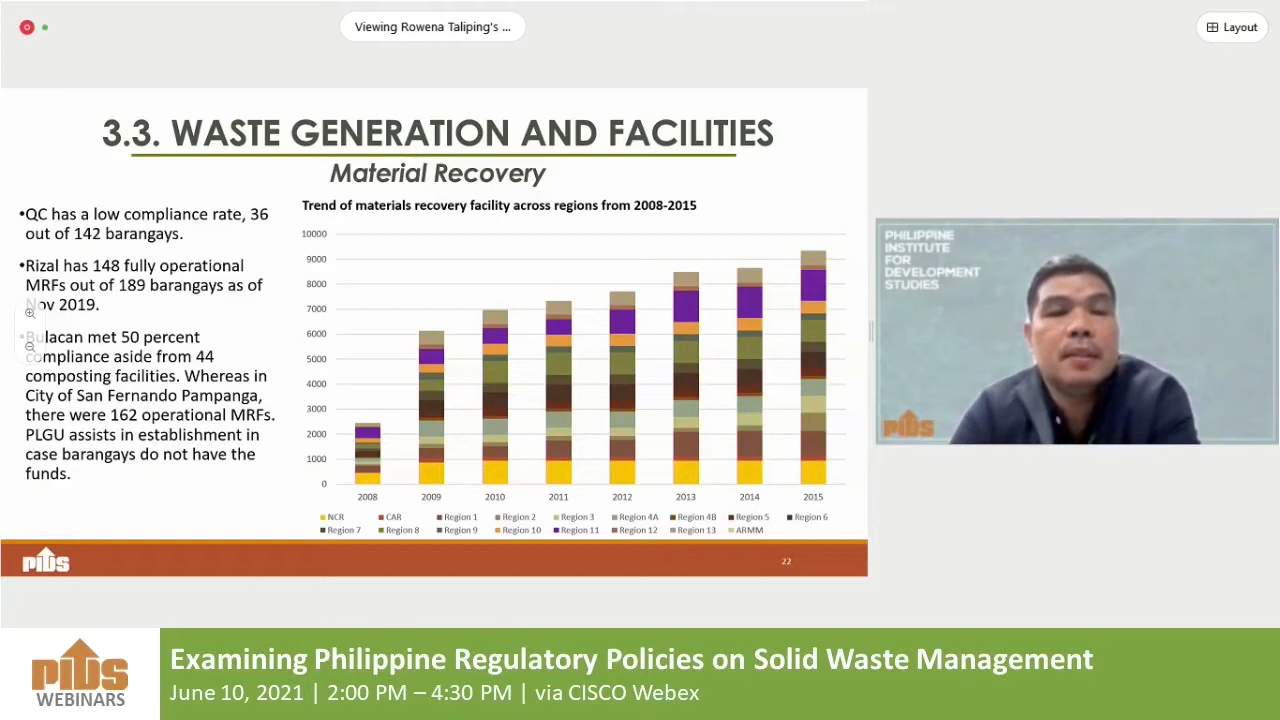 Viewing Rowena Taliping's ...
Layout
3.3. WASTE GENERATION AND FACILITIES
Material Recovery
•QC has a low compliance rate, 36
out of 142 barangays.
•Rizal has 148 fully operational
MRFs out of 189 barangays as of
Nov 2019.
•Bulacan met 50 percent
compliance aside from 44
composting facilities. Whereas in
City of San Fernando Pampanga,
there were 162 operational MRFs.
PLGU assists in establishment in
case barangays do not have the
funds.
Trend of materials recovery facility across regions from 2008-2015
10000
9000
8000
7000
6000
5000
4000
3000
2000
1000
0
2008 2009 2010 2011 2012 2013 2014 2015
NCR CAR Region 1 Region 2 Region 3 Region 4A Region 4B Region 5 Region 6
Region 7 Region 8 Region 9 Region 10 Region 11 Region 12 Region 13 ARMM
PIDS
22
PHILIPPINE
INSTITUTE
FOR
DEVELOPMENT
STUDIES
PIDS
PIDS
WEBINARS
Examining Philippine Regulatory Policies on Solid Waste Management
June 10, 2021 | 2:00 PM – 4:30 PM | via CISCO Webex